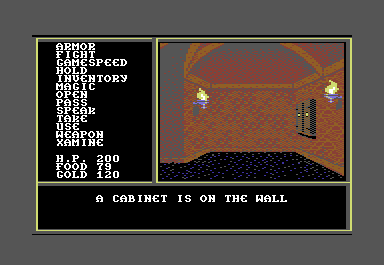 ARMOR
FIGHT
GAMESPEED
HOLD
INVENTORY
MAGIC
OPEN
PASS
SPEAK
TAKE
USE
WEAPON
XAMINE
H.P. 200
FOOD 79
GOLD 120
A CABINET IS ON THE WALL